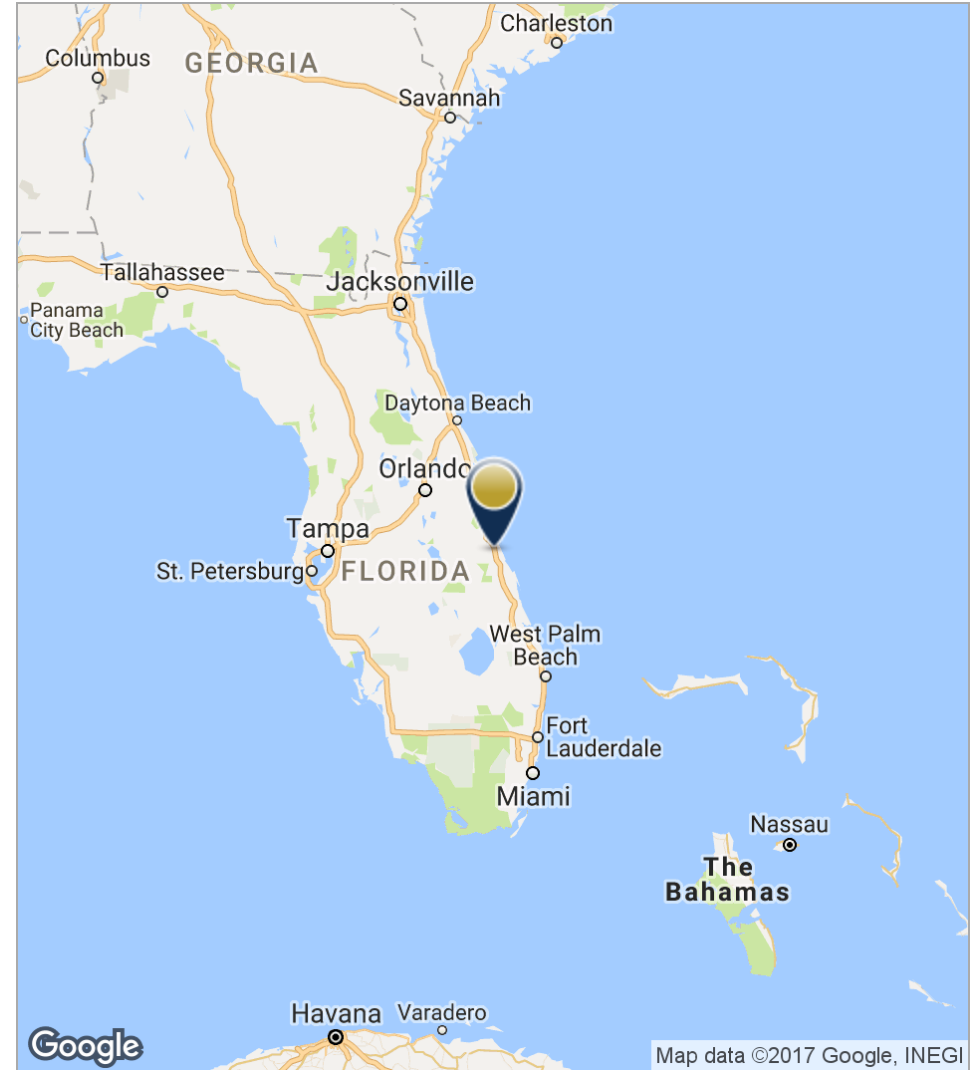 Charleston
Columbus
GEORGIA
Savannah
Tallahassee
Jacksonville
Panama
City Beach
Daytona Beach
Orlando
Tampa
St. Petersburg
FLORIDA
West Palm
Beach
Fort
Lauderdale
Miami
Nassau
The
Bahamas
Havana
Varadero
Google
Map data ©2017 Google, INEGI